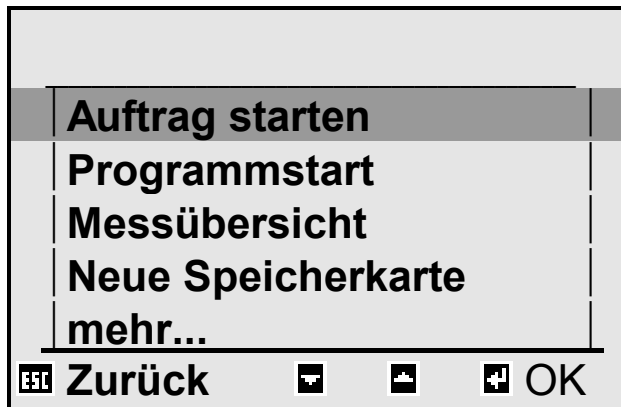 Auftrag starten
Programmstart
Messübersicht
Neue Speicherkarte
mehr...
ESC Zurück OK